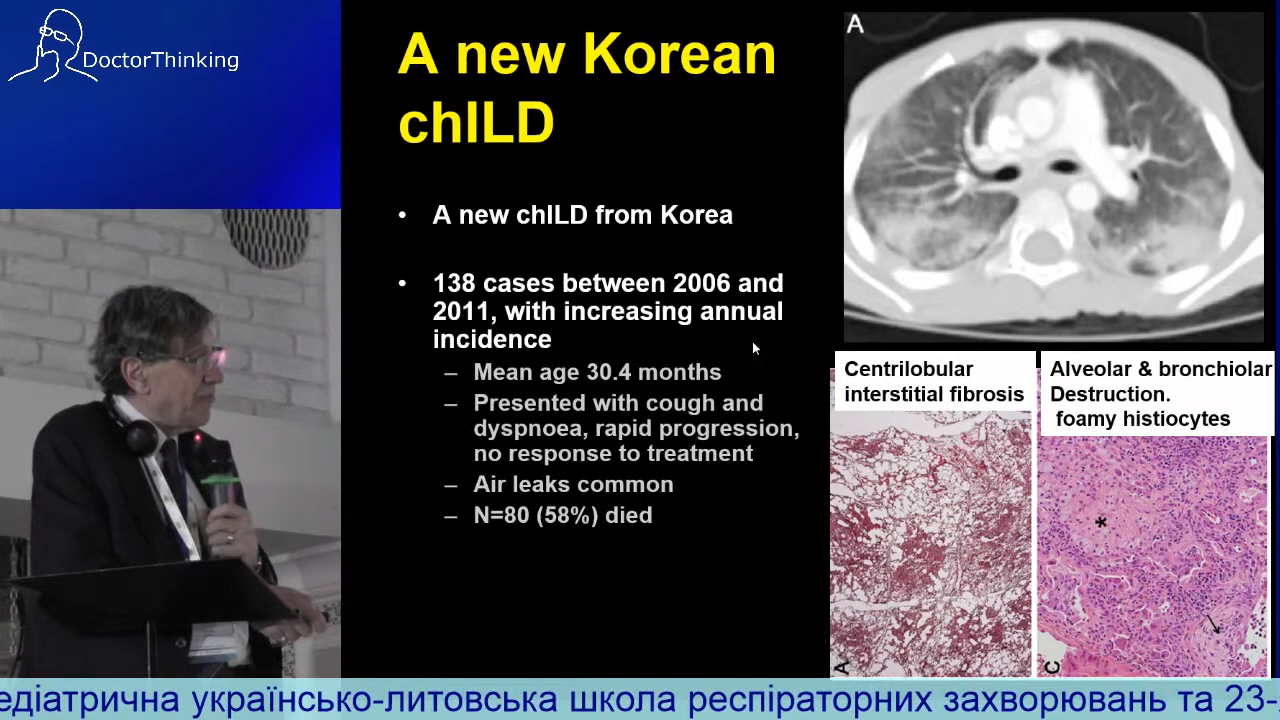 DoctorThinking
A new Korean
chILD
• A new chILD from Korea
• 138 cases between 2006 and
2011, with increasing annual
incidence
– Mean age 30.4 months
– Presented with cough and
dyspnoea, rapid progression,
no response to treatment
– Air leaks common
– N=80 (58%) died
A
Centrilobular
interstitial fibrosis
Alveolar & bronchiolar
Destruction.
foamy histiocytes
*
A
C
едіатрична українсько-литовська школа респіраторних захворювань та 23-